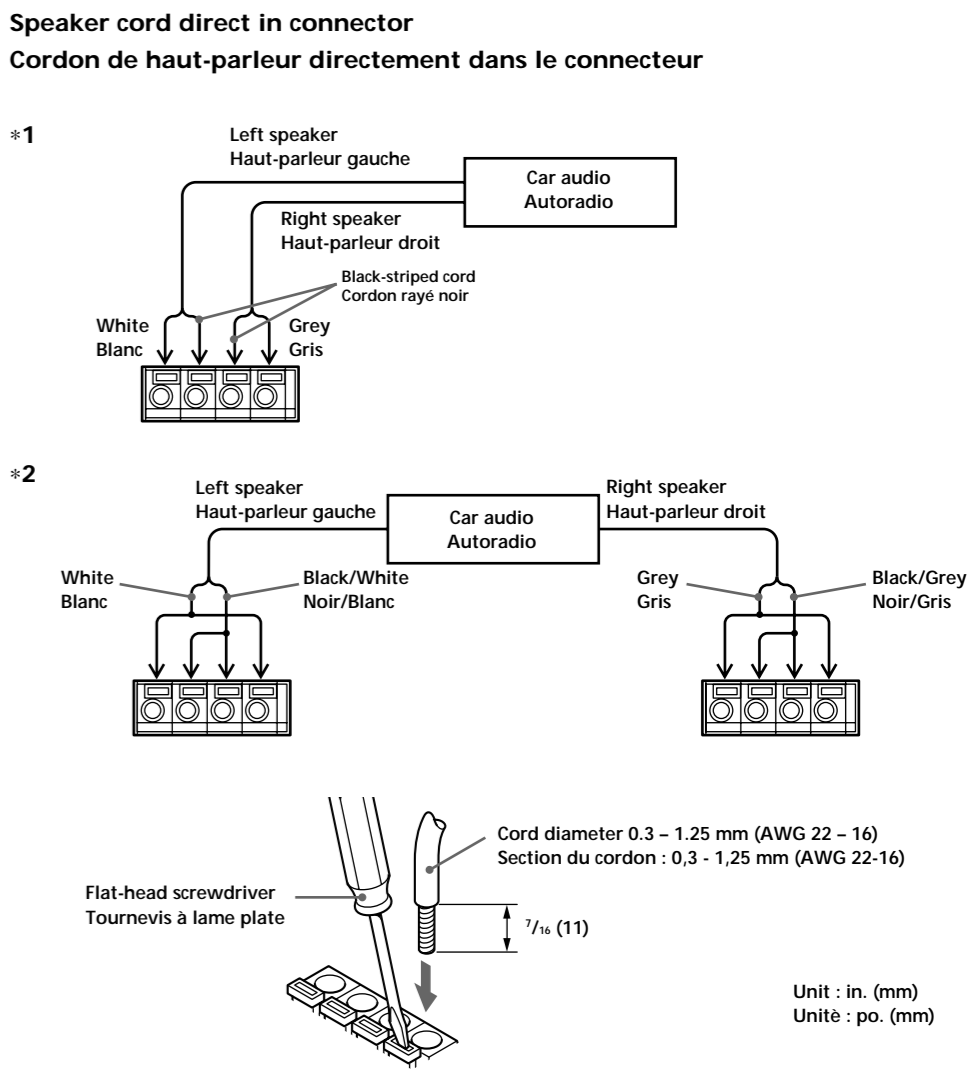 Speaker cord direct in connector
Cordon de haut-parleur directement dans le connecteur
*1
Left speaker
Haut-parleur gauche
Car audio
Autoradio
Right speaker
Haut-parleur droit
Black-striped cord
Cordon rayé noir
White
Blanc
Grey
Gris
*2
Left speaker
Haut-parleur gauche
Car audio
Autoradio
Right speaker
Haut-parleur droit
White
Blanc
Black/White
Noir/Blanc
Grey
Gris
Black/Grey
Noir/Gris
Cord diameter 0.3 – 1.25 mm (AWG 22 – 16)
Section du cordon : 0,3 - 1,25 mm (AWG 22-16)
Flat-head screwdriver
Tournevis à lame plate
7/16 (11)
Unit : in. (mm)
Unitè : po. (mm)